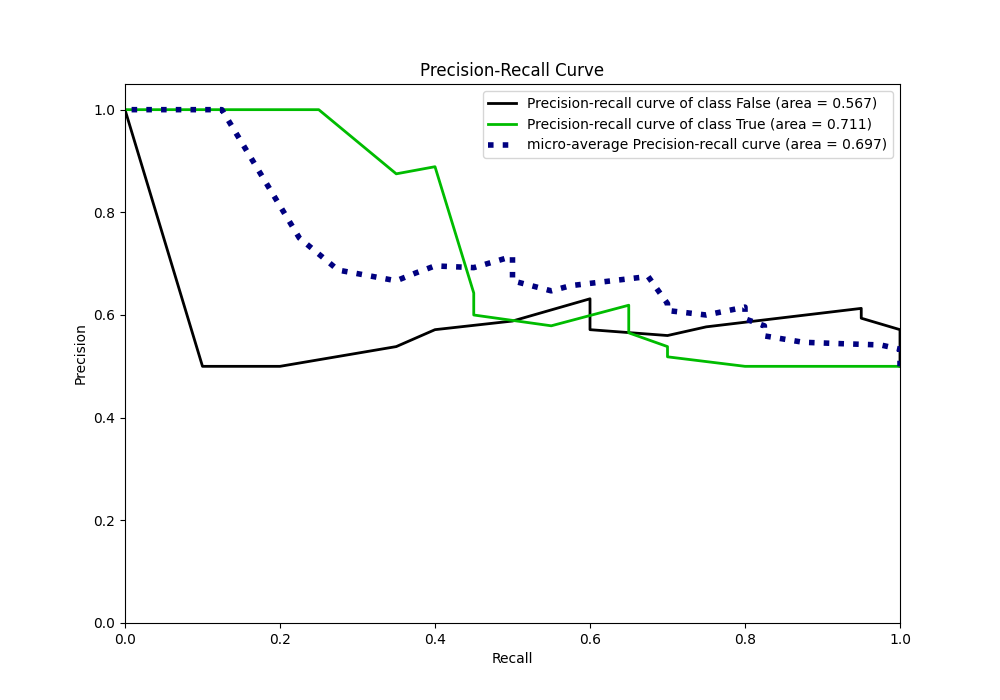 Precision-Recall Curve
Precision-recall curve of class False (area = 0.567)
Precision-recall curve of class True (area = 0.711)
micro-average Precision-recall curve (area = 0.697)
1.0
0.8
0.6
0.4
0.2
0.0
Precision
0.0 0.2 0.4 0.6 0.8 1.0
Recall